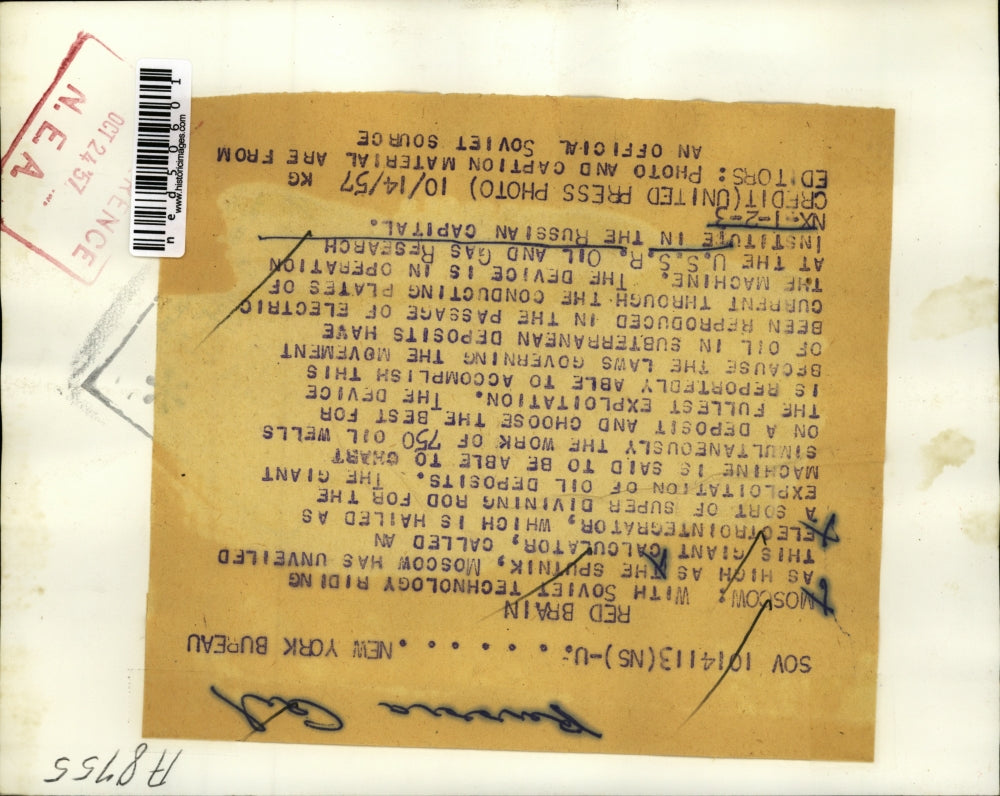 Russia
SOV 1014113(NS)-U. . . . . . . . NEW YORK BUREAU
RED BRAIN
MOSCOW: WITH SOVIET TECHNOLOGY RIDING
AS HIGH AS THE SPUTNIK, MOSCOW HAS UNVEILED
THIS GIANT CALCULATOR, CALLED AN
ELECTROINTEGRATOR, WHICH IS HAILED AS
A SORT OF SUPER DIVINING ROD FOR THE
EXPLOITATION OF OIL DEPOSITS. THE GIANT
MACHINE IS SAID TO BE ABLE TO CHART
SIMULTANEOUSLY THE WORK OF 750 OIL WELLS
ON A DEPOSIT AND CHOOSE THE BEST FOR
THE FULLEST EXPLOITATION. THE DEVICE
IS REPORTEDLY ABLE TO ACCOMPLISH THIS
BECAUSE THE LAWS GOVERNING THE MOVEMENT
OF OIL IN SUBTERRANEAN DEPOSITS HAVE
BEEN REPRODUCED IN THE PASSAGE OF ELECTRIC
CURRENT THROUGH THE CONDUCTING PLATES OF
THE MACHINE. THE DEVICE IS IN OPERATION
AT THE U.S.S.R. OIL AND GAS RESEARCH
INSTITUTE IN THE RUSSIAN CAPITAL.
NX-1-2-3
CREDIT(UNITED PRESS PHOTO) 10/14/57 KG
EDITORS: PHOTO AND CAPTION MATERIAL ARE FROM
AN OFFICIAL SOVIET SOURCE
A8755
N.E.A.
OCT 24 '57
RENCE
www.historicimages.com
ned50601